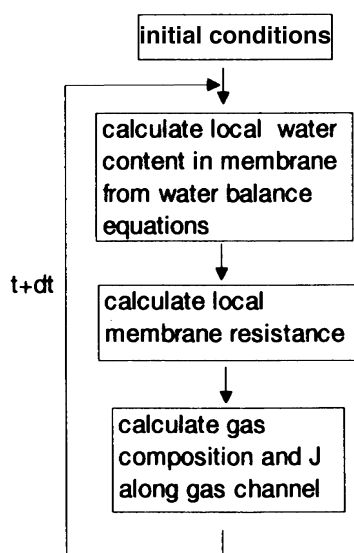 initial conditions
calculate local water
content in membrane
from water balance
equations
t+dt
calculate local
membrane resistance
calculate gas
composition and J
along gas channel